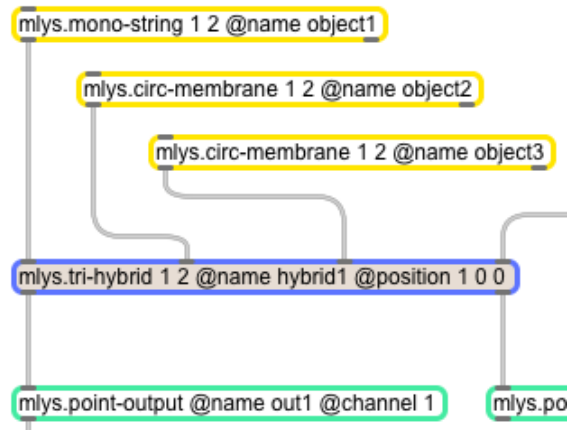 mlys.mono-string 1 2 @name object1
mlys.circ-membrane 1 2 @name object2
mlys.circ-membrane 1 2 @name object3
mlys.tri-hybrid 1 2 @name hybrid1 @position 1 0 0
mlys.point-output @name out1 @channel 1
mlys.po